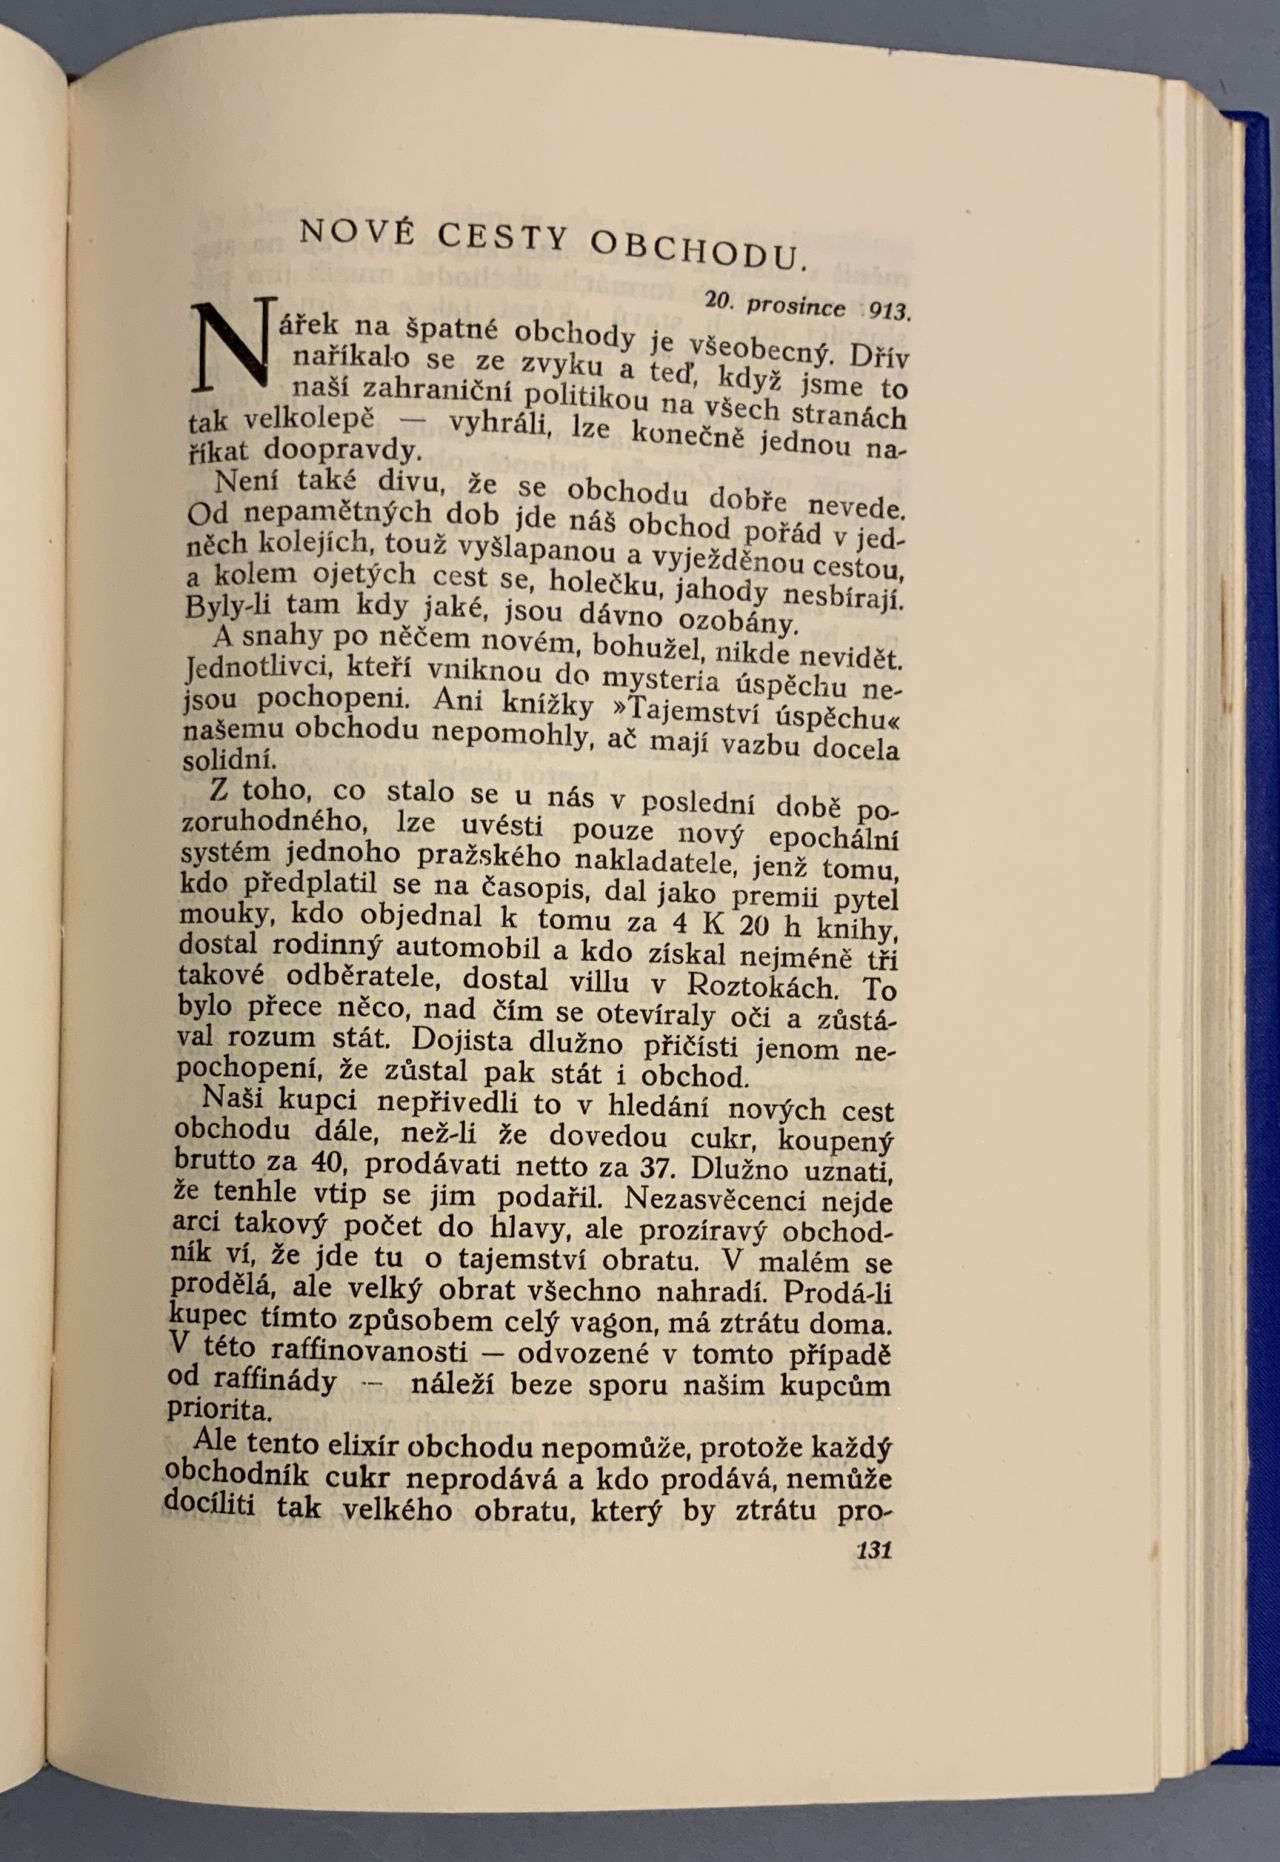 NOVÉ CESTY OBCHODU.
20. prosince 913.
Nářek na špatné obchody je všeobecný. Dřív
naříkalo se ze zvyku a teď, když jsme to
naší zahraniční politikou na všech stranách
tak velkolepě — vyhráli, lze konečně jednou na-
říkat doopravdy.
Není také divu, že se obchodu dobře nevede.
Od nepamětných dob jde náš obchod pořád v jed-
něch kolejích, touž vyšlapanou a vyježděnou cestou,
a kolem ojetých cest se, holečku, jahody nesbírají.
Byly-li tam kdy jaké, jsou dávno ozobány.
A snahy po něčem novém, bohužel, nikde nevidět.
Jednotlivci, kteří vniknou do mysteria úspěchu ne-
jsou pochopeni. Ani knížky »Tajemství úspěchu«
našemu obchodu nepomohly, ač mají vazbu docela
solidní.
Z toho, co stalo se u nás v poslední době po-
zoruhodného, lze uvésti pouze nový epochální
systém jednoho pražského nakladatele, jenž tomu,
kdo předplatil se na časopis, dal jako premii pytel
mouky, kdo objednal k tomu za 4 K 20 h knihy,
dostal rodinný automobil a kdo získal nejméně tři
takové odběratele, dostal villu v Roztokách. To
bylo přece něco, nad čím se otevíraly oči a zůstá-
val rozum stát. Dojista dlužno přičísti jenom ne-
pochopení, že zůstal pak stát i obchod.
Naši kupci nepřivedli to v hledání nových cest
obchodu dále, než-li že dovedou cukr, koupený
brutto za 40, prodávati netto za 37. Dlužno uznati,
že tenhle vtip se jim podařil. Nezasvěcenci nejde
arci takový počet do hlavy, ale prozíravý obchod-
ník ví, že jde tu o tajemství obratu. V malém se
prodělá, ale velký obrat všechno nahradí. Prodá-li
kupec tímto způsobem celý vagon, má ztrátu doma.
V této raffinovanosti — odvozené v tomto případě
od raffinády — náleží beze sporu našim kupcům
priorita.
Ale tento elixír obchodu nepomůže, protože každý
obchodník cukr neprodává a kdo prodává, nemůže
docíliti tak velkého obratu, který by ztrátu pro-
131